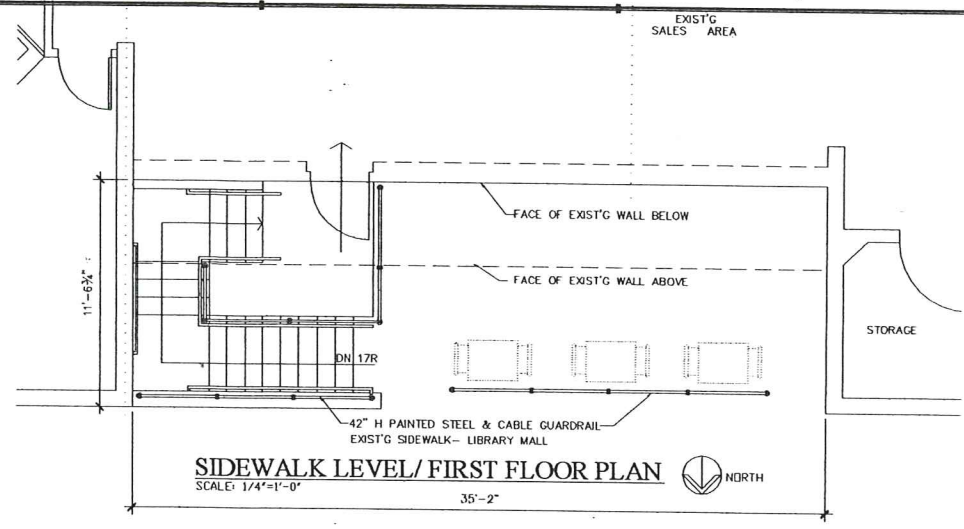 EXIST'G
SALES AREA
FACE OF EXIST'G WALL BELOW
FACE OF EXIST'G WALL ABOVE
11'-6¾"
STORAGE
DN 17R
42" H PAINTED STEEL & CABLE GUARDRAIL
EXIST'G SIDEWALK- LIBRARY MALL
SIDEWALK LEVEL/ FIRST FLOOR PLAN
NORTH
SCALE: 1/4"=1'-0"
35'-2"